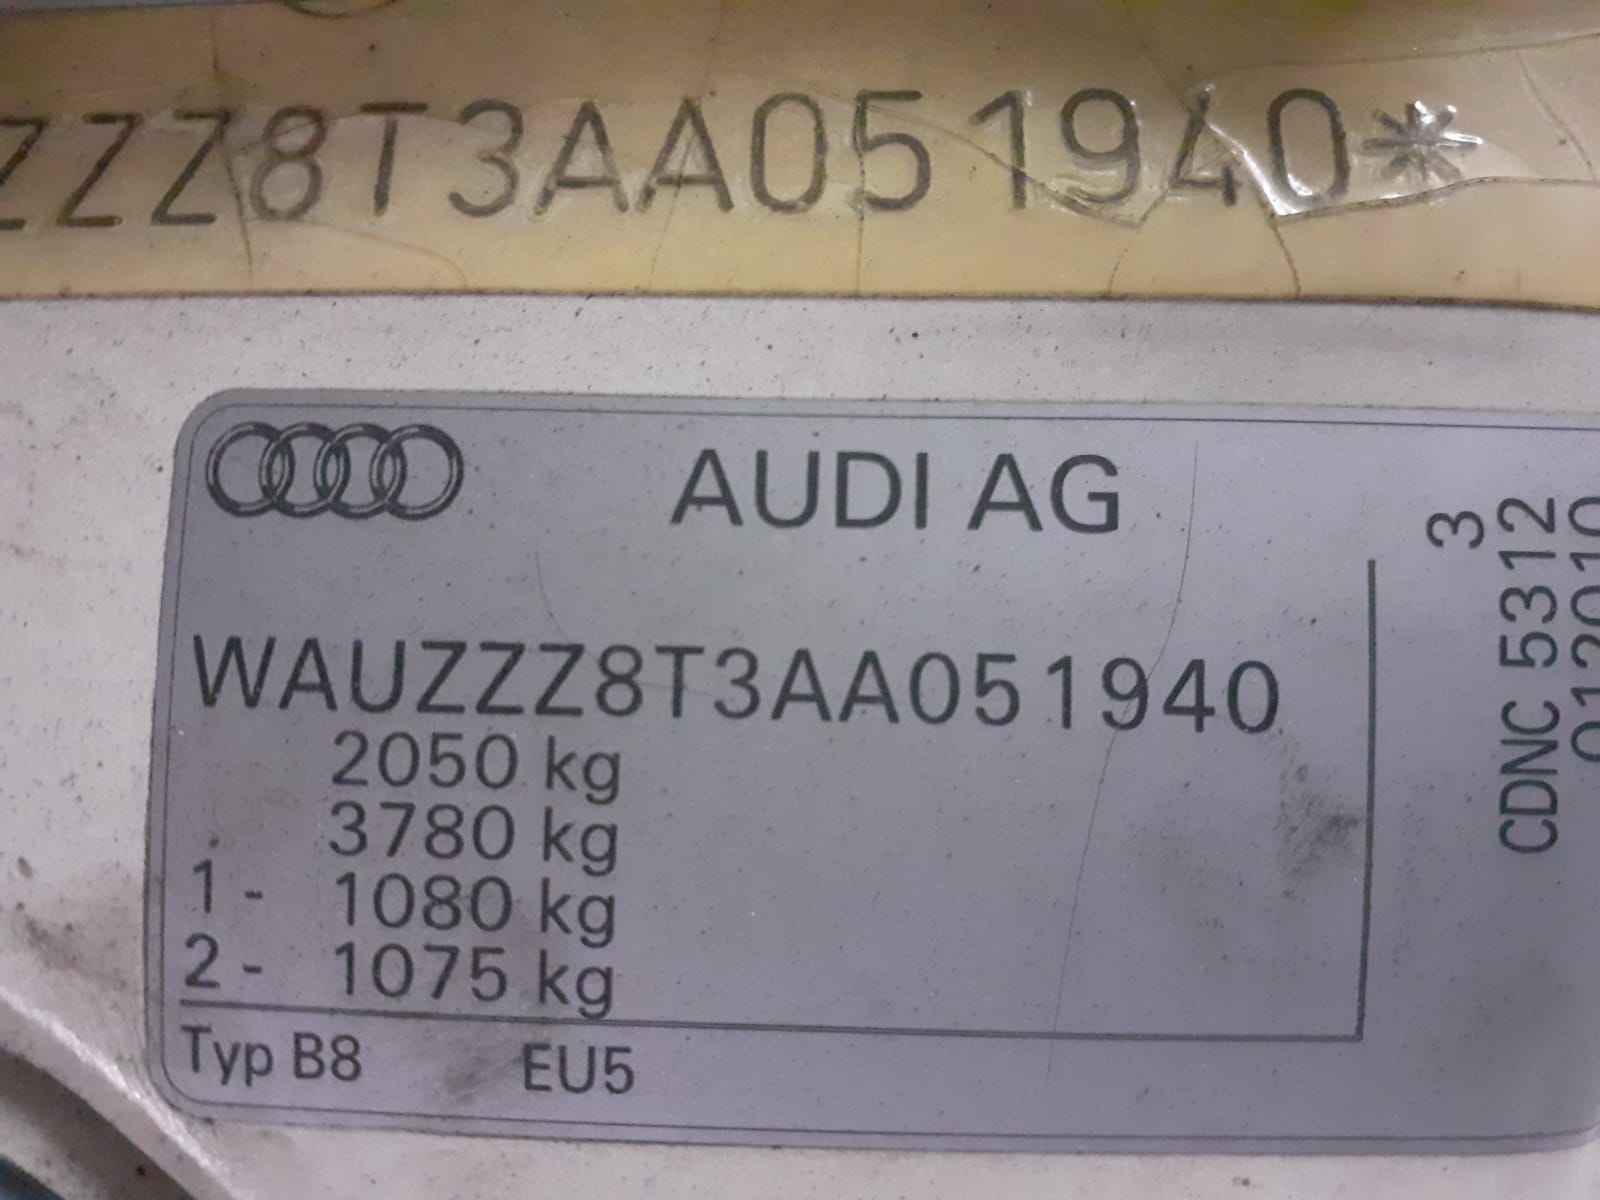 ZZZ8T3AA051940*
AUDI AG
WAUZZZ8T3AA051940
2050 kg
3780 kg
1 - 1080 kg
2 - 1075 kg
Typ B8 EU5
3
CDNC 5312